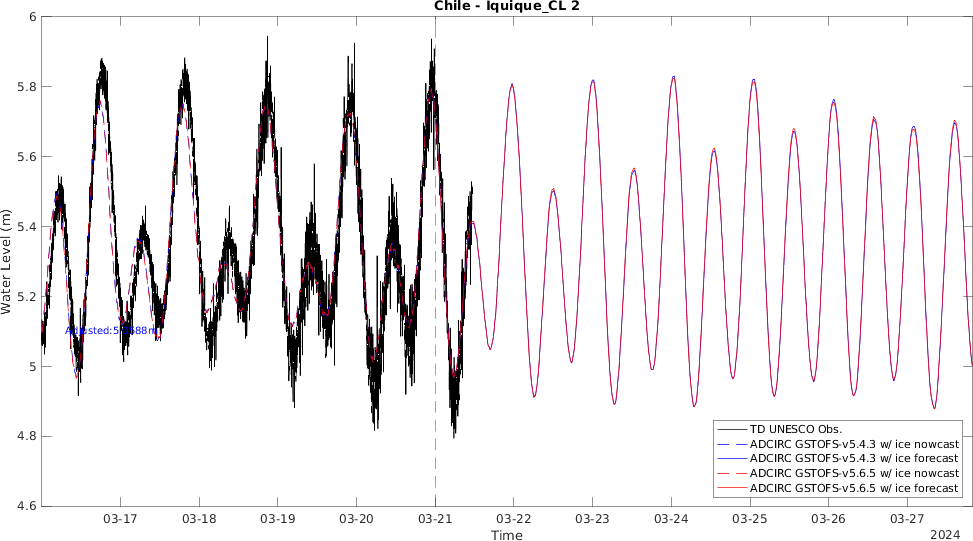 Chile - Iquique_CL 2
6
5.8
5.6
5.4
5.2
5
4.8
4.6
Water Level (m)
03-17
03-18
03-19
03-20
03-21
03-22
03-23
03-24
03-25
03-26
03-27
Time
2024
TD UNESCO Obs.
ADCIRC GSTOFS-v5.4.3 w/ ice nowcast
ADCIRC GSTOFS-v5.4.3 w/ ice forecast
ADCIRC GSTOFS-v5.6.5 w/ ice nowcast
ADCIRC GSTOFS-v5.6.5 w/ ice forecast